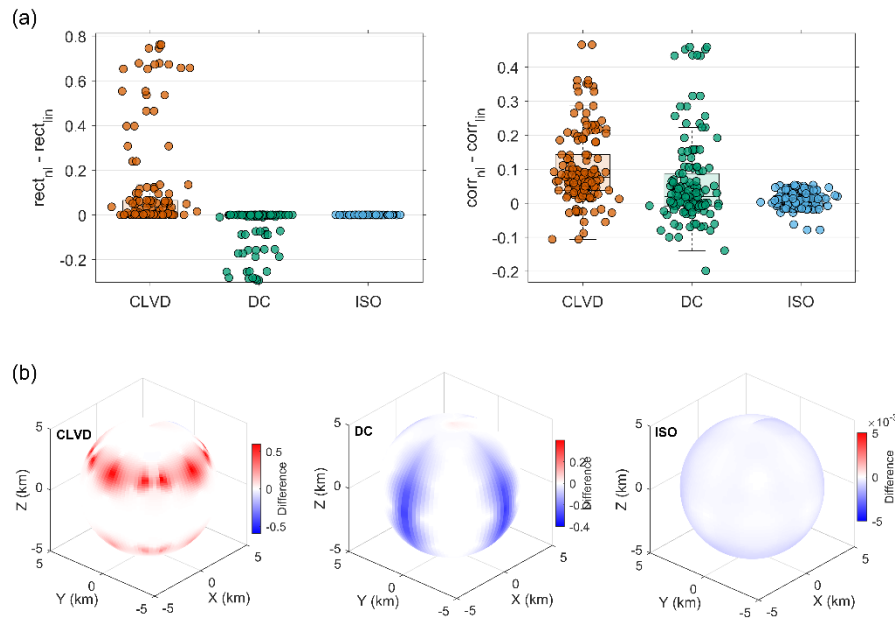 (a)
0.8
0.6
0.4
0.2
0
-0.2
rect_nl - rect_lin
CLVD DC ISO
0.4
0.3
0.2
0.1
0
-0.1
-0.2
corr_nl - corr_lin
CLVD DC ISO
(b)
CLVD
5
0
-5
Z (km)
5
0
-5
Y (km)
-5
0
5
X (km)
0.5
0
-0.5
Difference
DC
5
0
-5
Z (km)
5
0
-5
Y (km)
-5
0
5
X (km)
0.2
0
-0.2
-0.4
Difference
ISO
5
0
-5
Z (km)
5
0
-5
Y (km)
-5
0
5
X (km)
×10⁻³
5
0
-5
Difference